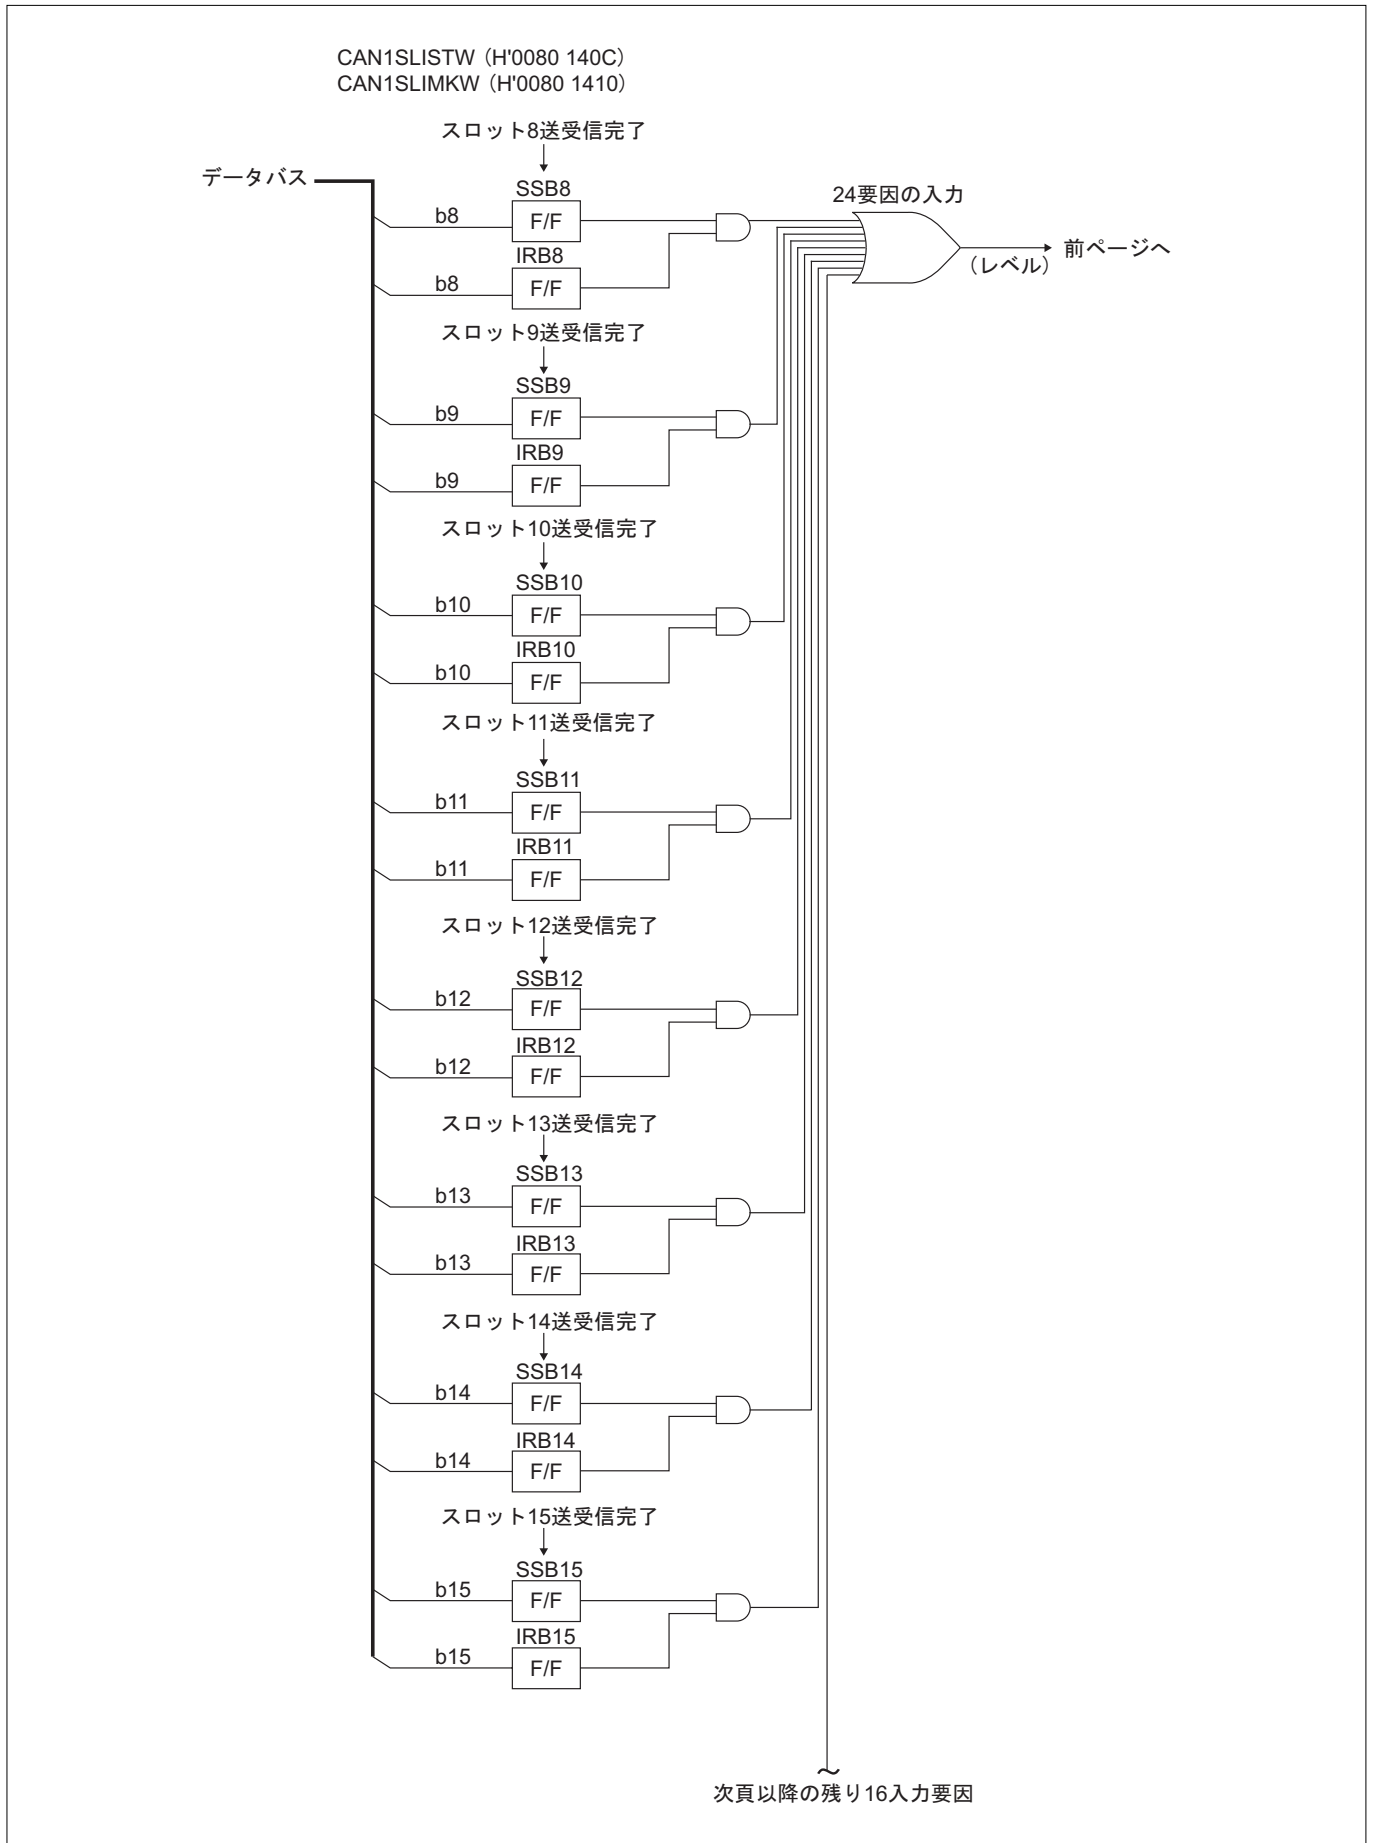 CAN1SLISTW（H'0080 140C）
CAN1SLIMKW（H'0080 1410）
スロット8送受信完了
データバス
SSB8
24要因の入力
b8
F/F
前ページへ
（レベル）
IRB8
b8
F/F
スロット9送受信完了
SSB9
b9
F/F
IRB9
b9
F/F
スロット10送受信完了
SSB10
b10
F/F
IRB10
b10
F/F
スロット11送受信完了
SSB11
b11
F/F
IRB11
b11
F/F
スロット12送受信完了
SSB12
b12
F/F
IRB12
b12
F/F
スロット13送受信完了
SSB13
b13
F/F
IRB13
b13
F/F
スロット14送受信完了
SSB14
b14
F/F
IRB14
b14
F/F
スロット15送受信完了
SSB15
b15
F/F
IRB15
b15
F/F
次頁以降の残り16入力要因